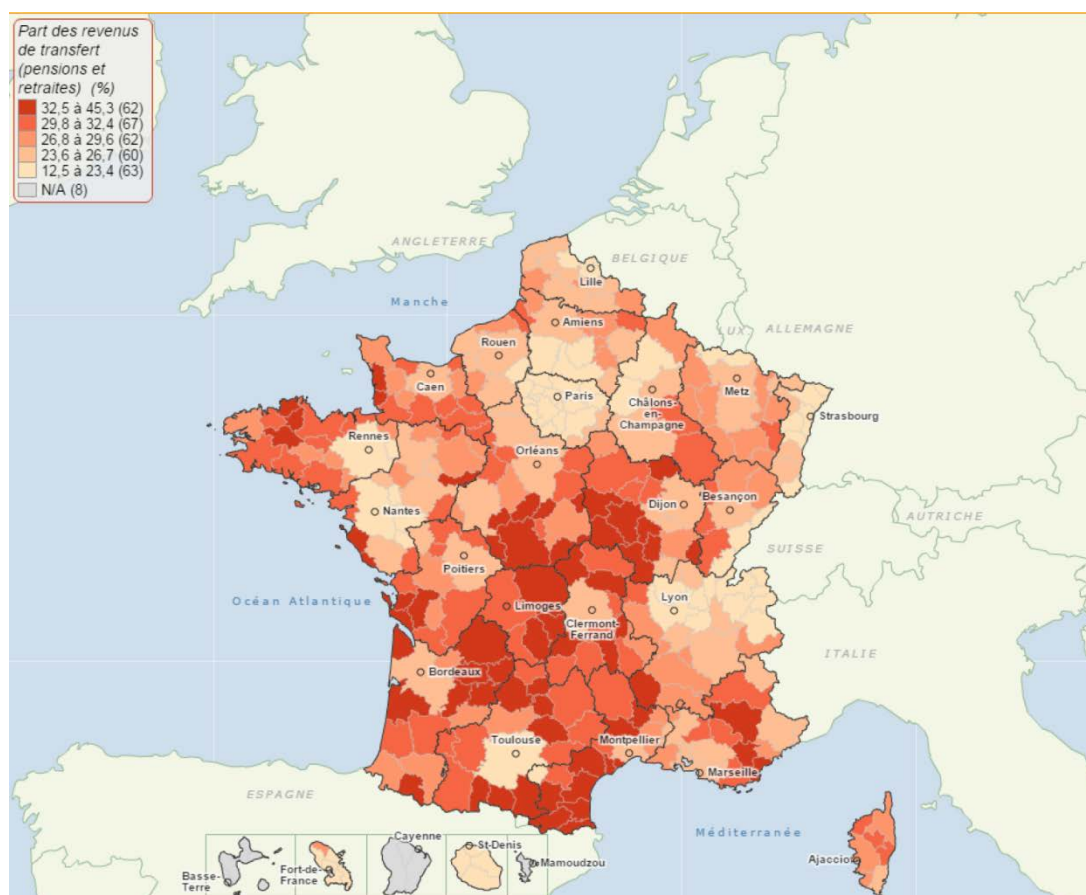 Part des revenus
de transfert
(pensions et
retraites) (%)
32,5 à 45,3 (62)
29,8 à 32,4 (67)
26,8 à 29,6 (62)
23,6 à 26,7 (60)
12,5 à 23,4 (63)
N/A (8)
ANGLETERRE
BELGIQUE
Lille
Manche
Amiens
LUX.
ALLEMAGNE
Rouen
Caen
Paris
Châlons-
en-
Champagne
Metz
Strasbourg
Rennes
Orléans
Nantes
Dijon
Besançon
AUTRICHE
SUISSE
Poitiers
Océan Atlantique
Limoges
Clermont-
Ferrand
Lyon
ITALIE
Bordeaux
Toulouse
Montpellier
Marseille
ESPAGNE
Méditerranée
Ajaccio
Basse-
Terre
Fort-de-
France
Cayenne
St-Denis
Mamoudzou